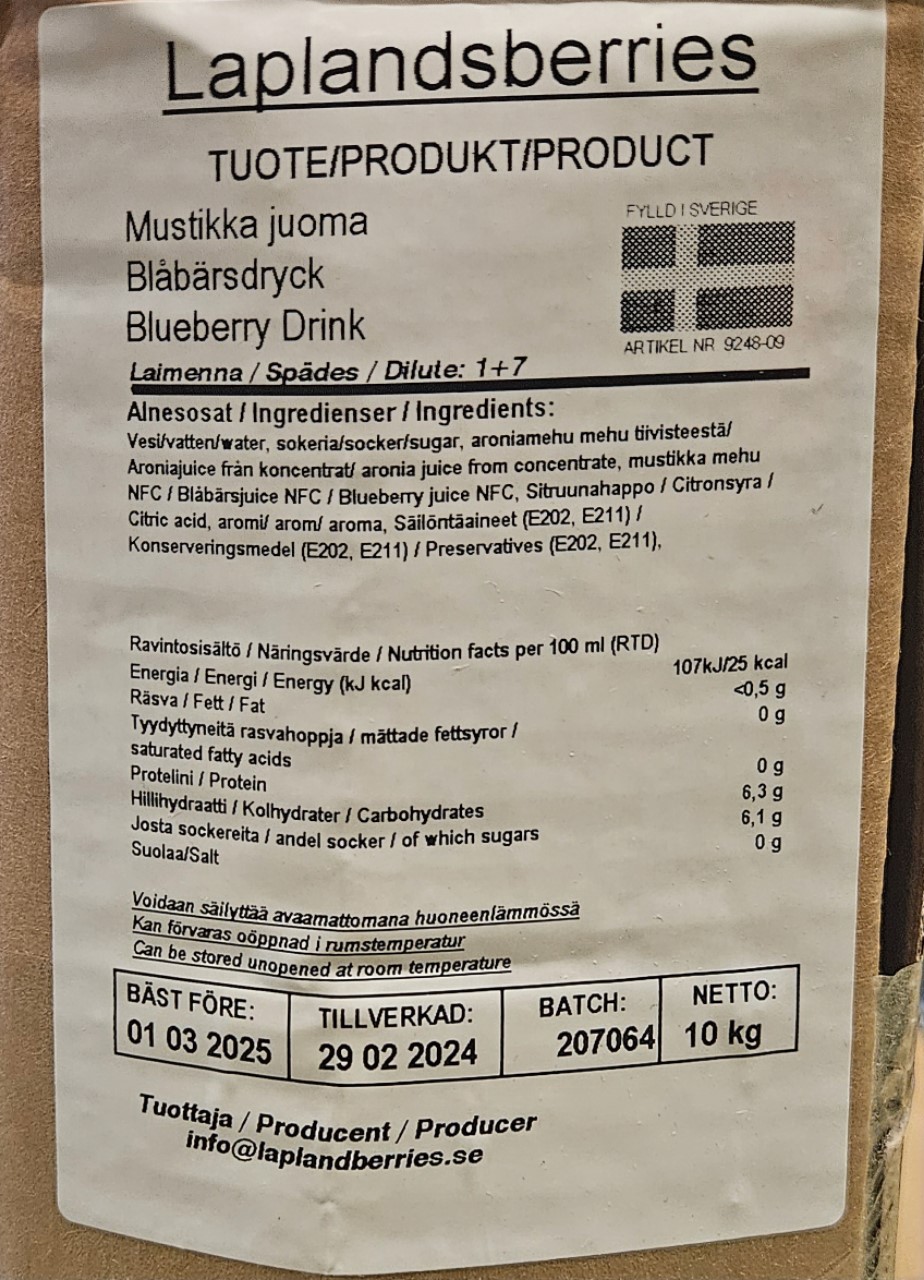 Laplandsberries
TUOTE/PRODUKT/PRODUCT
Mustikka juoma
Blåbärsdryck
Blueberry Drink
FYLLD I SVERIGE
ARTIKEL NR 9248-09
Laimenna / Spädes / Dilute: 1+7
Alnesosat / Ingredienser / Ingredients:
Vesi/vatten/water, sokeria/socker/sugar, aroniamehu mehu tiivisteestä/
Aroniajuice från koncentrat/ aronia juice from concentrate, mustikka mehu
NFC / Blåbärsjuice NFC / Blueberry juice NFC, Sitruunahappo / Citronsyra /
Citric acid, aromi/ arom/ aroma, Säilöntäaineet (E202, E211) /
Konserveringsmedel (E202, E211) / Preservatives (E202, E211),
Ravintosisältö / Näringsvärde / Nutrition facts per 100 ml (RTD)
Energia / Energi / Energy (kJ kcal) 107kJ/25 kcal
Räsva / Fett / Fat <0,5 g
Tyydyttyneitä rasvahoppja / mättade fettsyror / 0 g
saturated fatty acids
Protelini / Protein 0 g
Hillihydraatti / Kolhydrater / Carbohydrates 6,3 g
Josta sockereita / andel socker / of which sugars 6,1 g
Suolaa/Salt 0 g
Voidaan säilyttää avaamattomana huoneenlämmössä
Kan förvaras oöppnad i rumstemperatur
Can be stored unopened at room temperature
BÄST FÖRE: TILLVERKAD: BATCH: NETTO:
01 03 2025 29 02 2024 207064 10 kg
Tuottaja / Producent / Producer
info@laplandberries.se